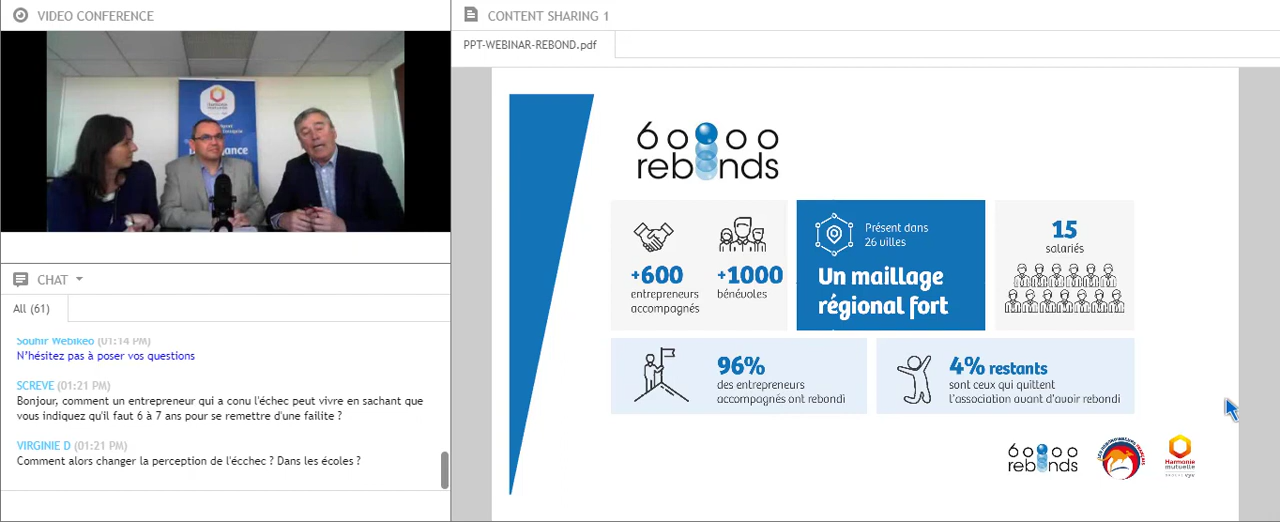 VIDEO CONFERENCE
Harmonie
mutuelle
CHAT
All (61)
Souhir Webikeo (01:14 PM)
N'hésitez pas à poser vos questions
SCREVE (01:21 PM)
Bonjour, comment un entrepreneur qui a conu l'échec peut vivre en sachant que
vous indiquez qu'il faut 6 à 7 ans pour se remettre d'une failite ?
VIRGINIE D (01:21 PM)
Comment alors changer la perception de l'écchec ? Dans les écoles ?
CONTENT SHARING 1
PPT-WEBINAR-REBOND.pdf
60000
rebonds
+600
entrepreneurs
accompagnés
+1000
bénévoles
Présent dans
26 villes
Un maillage
régional fort
15
salariés
96%
des entrepreneurs
accompagnés ont rebondi
4% restants
sont ceux qui quittent
l'association avant d'avoir rebondi
60000
rebonds
Harmonie
mutuelle